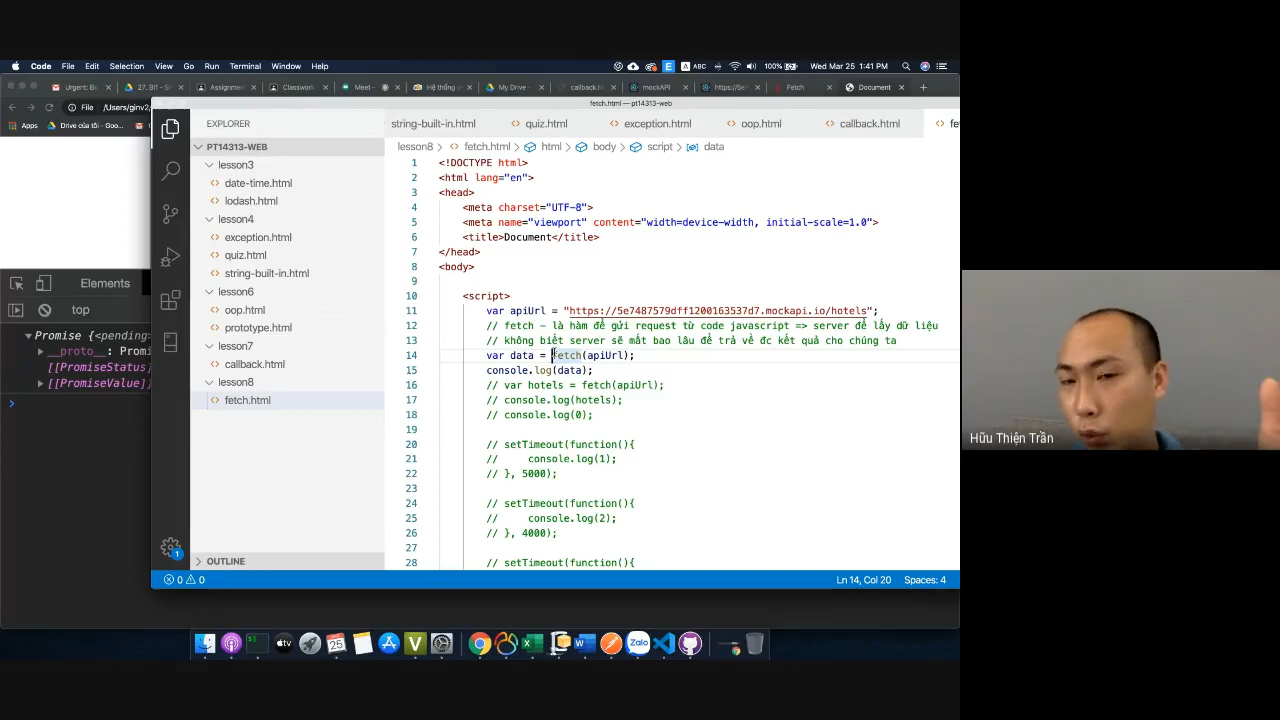 Code File Edit Selection View Go Run Terminal Window Help
ABC 100% Wed Mar 25 1:41 PM
Urgent: B 27. BI1 - S Assignm Classwor Meet - Hệ thống My Drive - callback.ht mockAPI https://5e7 Fetch Document
File /Users/ginv2/
fetch.html — pt14313-web
Apps Drive của tôi – Goo...
EXPLORER
string-built-in.html quiz.html exception.html oop.html callback.html fe
PT14313-WEB
lesson8 fetch.html html body script data
lesson3
date-time.html
lodash.html
lesson4
exception.html
quiz.html
string-built-in.html
lesson6
oop.html
prototype.html
lesson7
callback.html
lesson8
fetch.html
OUTLINE
1 <!DOCTYPE html>
2 <html lang="en">
3 <head>
4 <meta charset="UTF-8">
5 <meta name="viewport" content="width=device-width, initial-scale=1.0">
6 <title>Document</title>
7 </head>
8 <body>
9
10 <script>
11 var apiUrl = "https://5e7487579dff1200163537d7.mockapi.io/hotels";
12 // fetch - là hàm để gửi request từ code javascript => server để lấy dữ liệu
13 // không biết server sẽ mất bao lâu để trả về đc kết quả cho chúng ta
14 var data = fetch(apiUrl);
15 console.log(data);
16 // var hotels = fetch(apiUrl);
17 // console.log(hotels);
18 // console.log(0);
19
20 // setTimeout(function(){
21 // console.log(1);
22 // }, 5000);
23
24 // setTimeout(function(){
25 // console.log(2);
26 // }, 4000);
27
28 // setTimeout(function(){
Elements
top
Promise {<pending>
__proto__: Promi
[[PromiseStatus]
[[PromiseValue]]
0 0
Ln 14, Col 20 Spaces: 4
1
25
Zalo
Hữu Thiện Trần